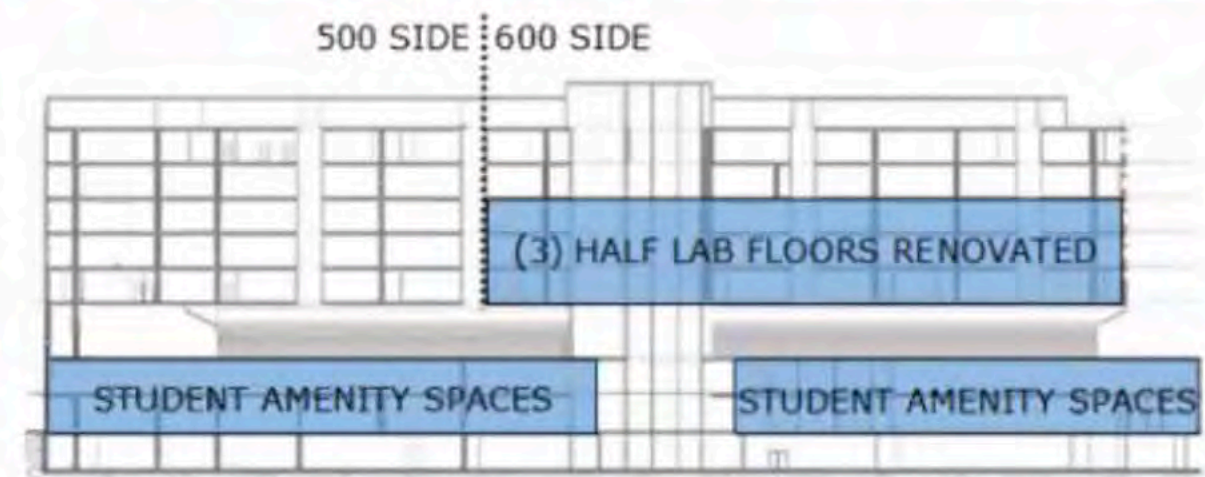 500 SIDE 600 SIDE
(3) HALF LAB FLOORS RENOVATED
STUDENT AMENITY SPACES
STUDENT AMENITY SPACES